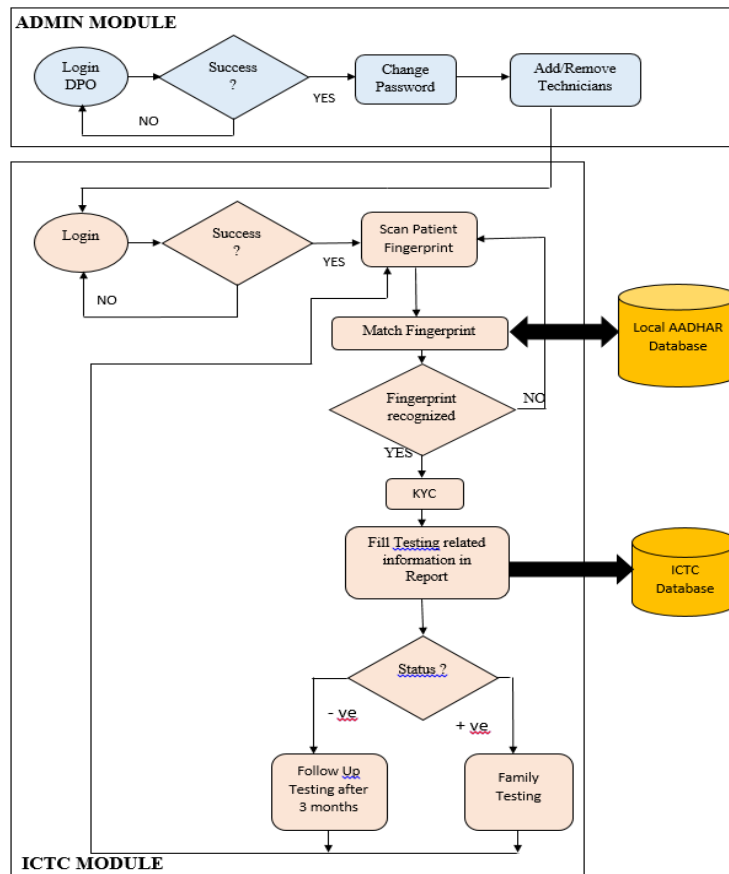 ADMIN MODULE
Login
DPO
Success
?
YES
NO
Change
Password
Add/Remove
Technicians
Login
Success
?
YES
NO
Scan Patient
Fingerprint
Match Fingerprint
Local AADHAR
Database
Fingerprint
recognized
NO
YES
KYC
Fill Testing related
information in
Report
ICTC
Database
Status ?
- ve
+ ve
Follow Up
Testing after
3 months
Family
Testing
ICTC MODULE